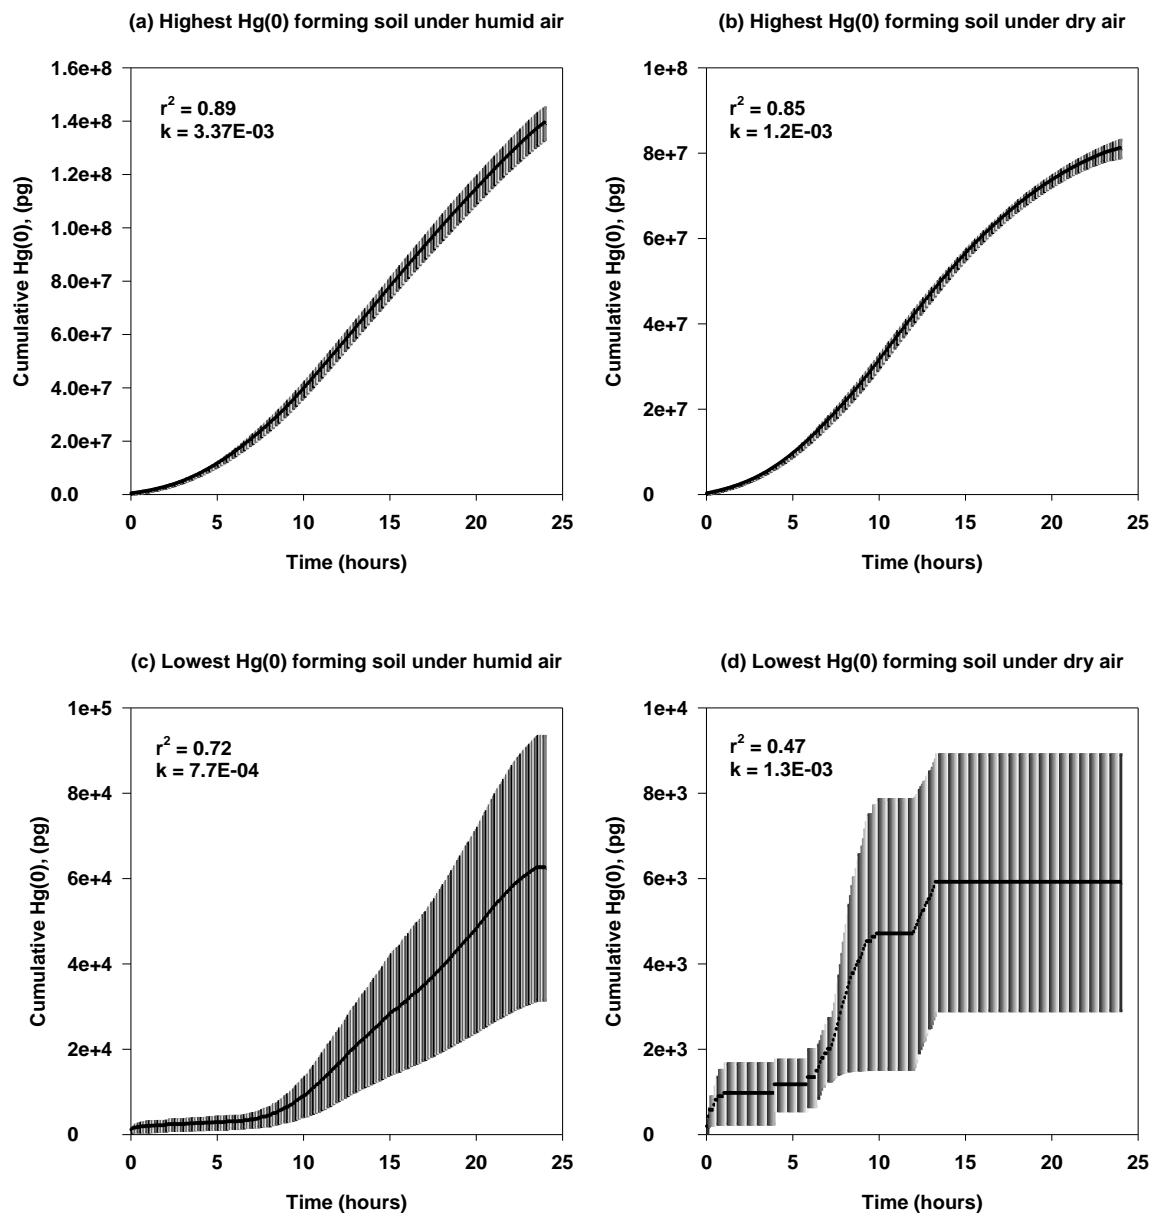 (a) Highest Hg(0) forming soil under humid air
r² = 0.89
k = 3.37E-03
Cumulative Hg(0), (pg)
1.6e+8
1.4e+8
1.2e+8
1.0e+8
8.0e+7
6.0e+7
4.0e+7
2.0e+7
0.0
0 5 10 15 20 25
Time (hours)
(b) Highest Hg(0) forming soil under dry air
r² = 0.85
k = 1.2E-03
Cumulative Hg(0), (pg)
1e+8
8e+7
6e+7
4e+7
2e+7
0
0 5 10 15 20 25
Time (hours)
(c) Lowest Hg(0) forming soil under humid air
r² = 0.72
k = 7.7E-04
Cumulative Hg(0), (pg)
1e+5
8e+4
6e+4
4e+4
2e+4
0
0 5 10 15 20 25
Time (hours)
(d) Lowest Hg(0) forming soil under dry air
r² = 0.47
k = 1.3E-03
Cumulative Hg(0), (pg)
1e+4
8e+3
6e+3
4e+3
2e+3
0
0 5 10 15 20 25
Time (hours)